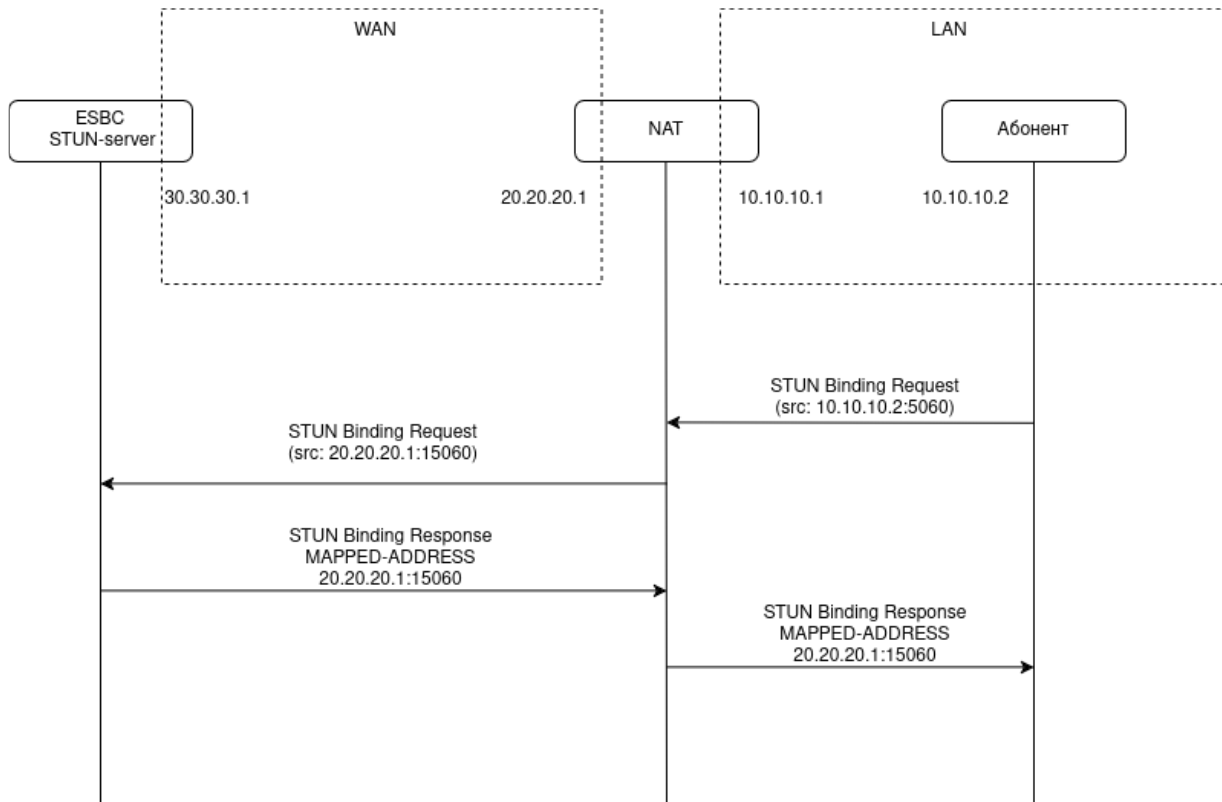 WAN
LAN
ESBC
STUN-server
NAT
Абонент
30.30.30.1
20.20.20.1
10.10.10.1
10.10.10.2
STUN Binding Request
(src: 10.10.10.2:5060)
STUN Binding Request
(src: 20.20.20.1:15060)
STUN Binding Response
MAPPED-ADDRESS
20.20.20.1:15060
STUN Binding Response
MAPPED-ADDRESS
20.20.20.1:15060